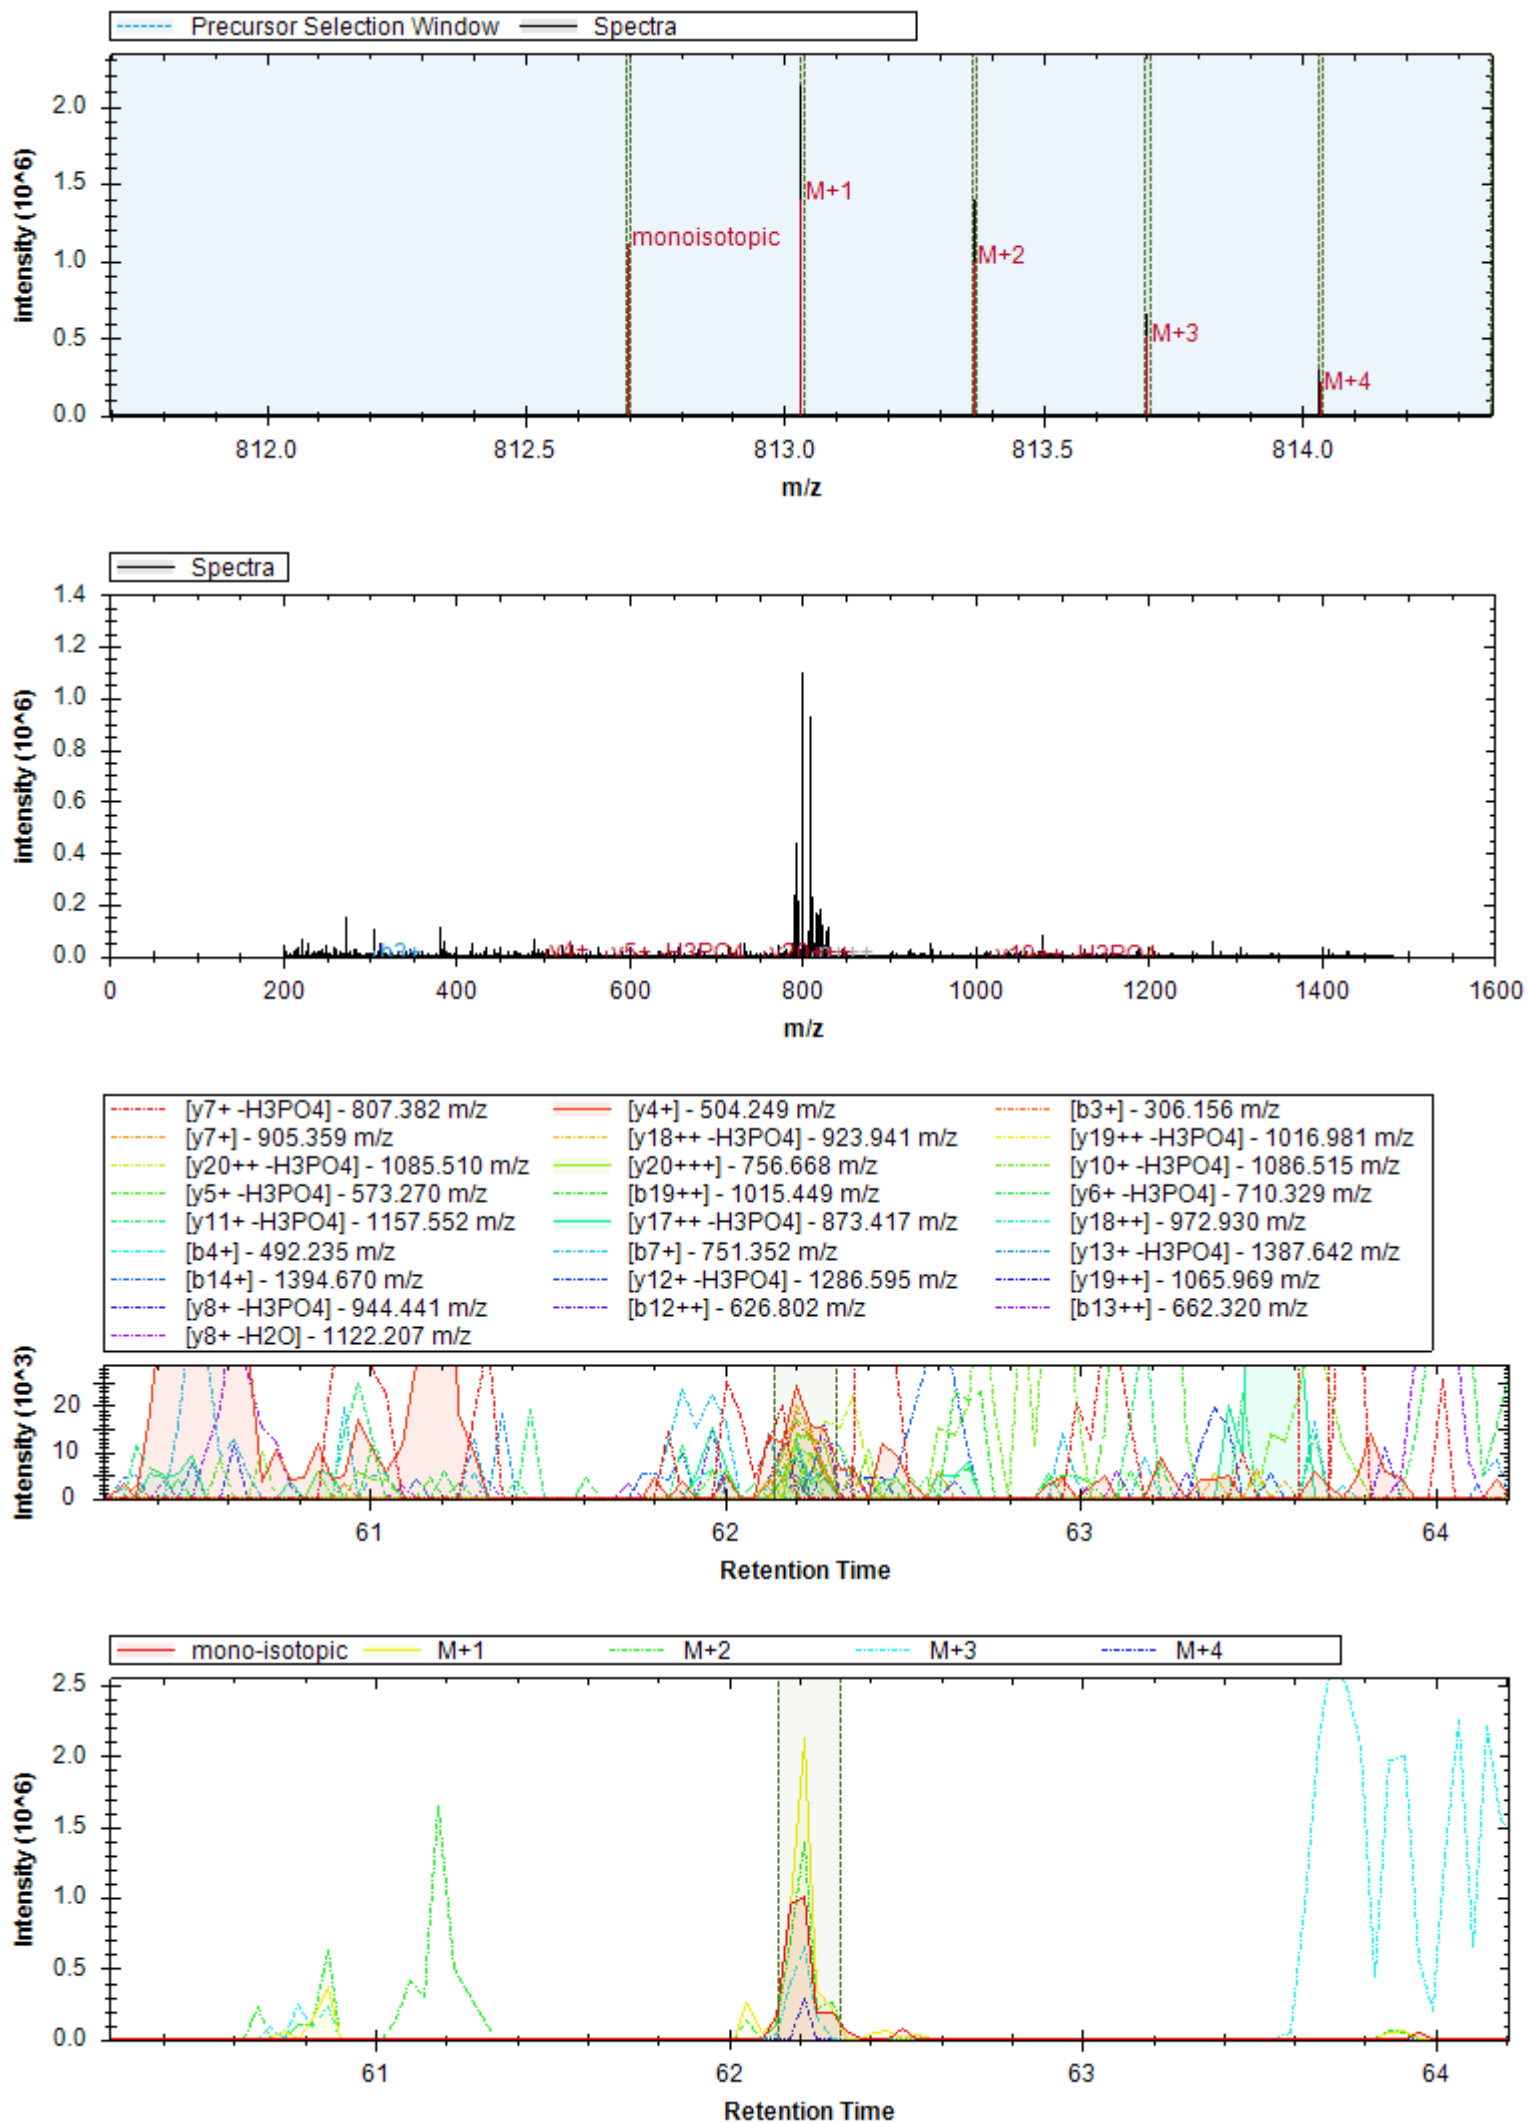 Precursor Selection Window Spectra
2.0
1.5
1.0
0.5
0.0
intensity (10^6)
monoisotopic
M+1
M+2
M+3
M+4
812.0 812.5 813.0 813.5 814.0
m/z
Spectra
1.4
1.2
1.0
0.8
0.6
0.4
0.2
0.0
intensity (10^6)
b3+ y4+ y5+ -H3PO4
0 200 400 600 800 1000 1200 1400 1600
m/z
[y7+ -H3PO4] - 807.382 m/z [y4+] - 504.249 m/z [b3+] - 306.156 m/z
[y7+] - 905.359 m/z [y18++ -H3PO4] - 923.941 m/z [y19++ -H3PO4] - 1016.981 m/z
[y20++ -H3PO4] - 1085.510 m/z [y20+++] - 756.668 m/z [y10+ -H3PO4] - 1086.515 m/z
[y5+ -H3PO4] - 573.270 m/z [b19++] - 1015.449 m/z [y6+ -H3PO4] - 710.329 m/z
[y11+ -H3PO4] - 1157.552 m/z [y17++ -H3PO4] - 873.417 m/z [y18++] - 972.930 m/z
[b4+] - 492.235 m/z [b7+] - 751.352 m/z [y13+ -H3PO4] - 1387.642 m/z
[b14+] - 1394.670 m/z [y12+ -H3PO4] - 1286.595 m/z [y19++] - 1065.969 m/z
[y8+ -H3PO4] - 944.441 m/z [b12++] - 626.802 m/z [b13++] - 662.320 m/z
[y8+ -H2O] - 1122.207 m/z
20
10
0
Intensity (10^3)
61 62 63 64
Retention Time
mono-isotopic M+1 M+2 M+3 M+4
2.5
2.0
1.5
1.0
0.5
0.0
Intensity (10^6)
61 62 63 64
Retention Time